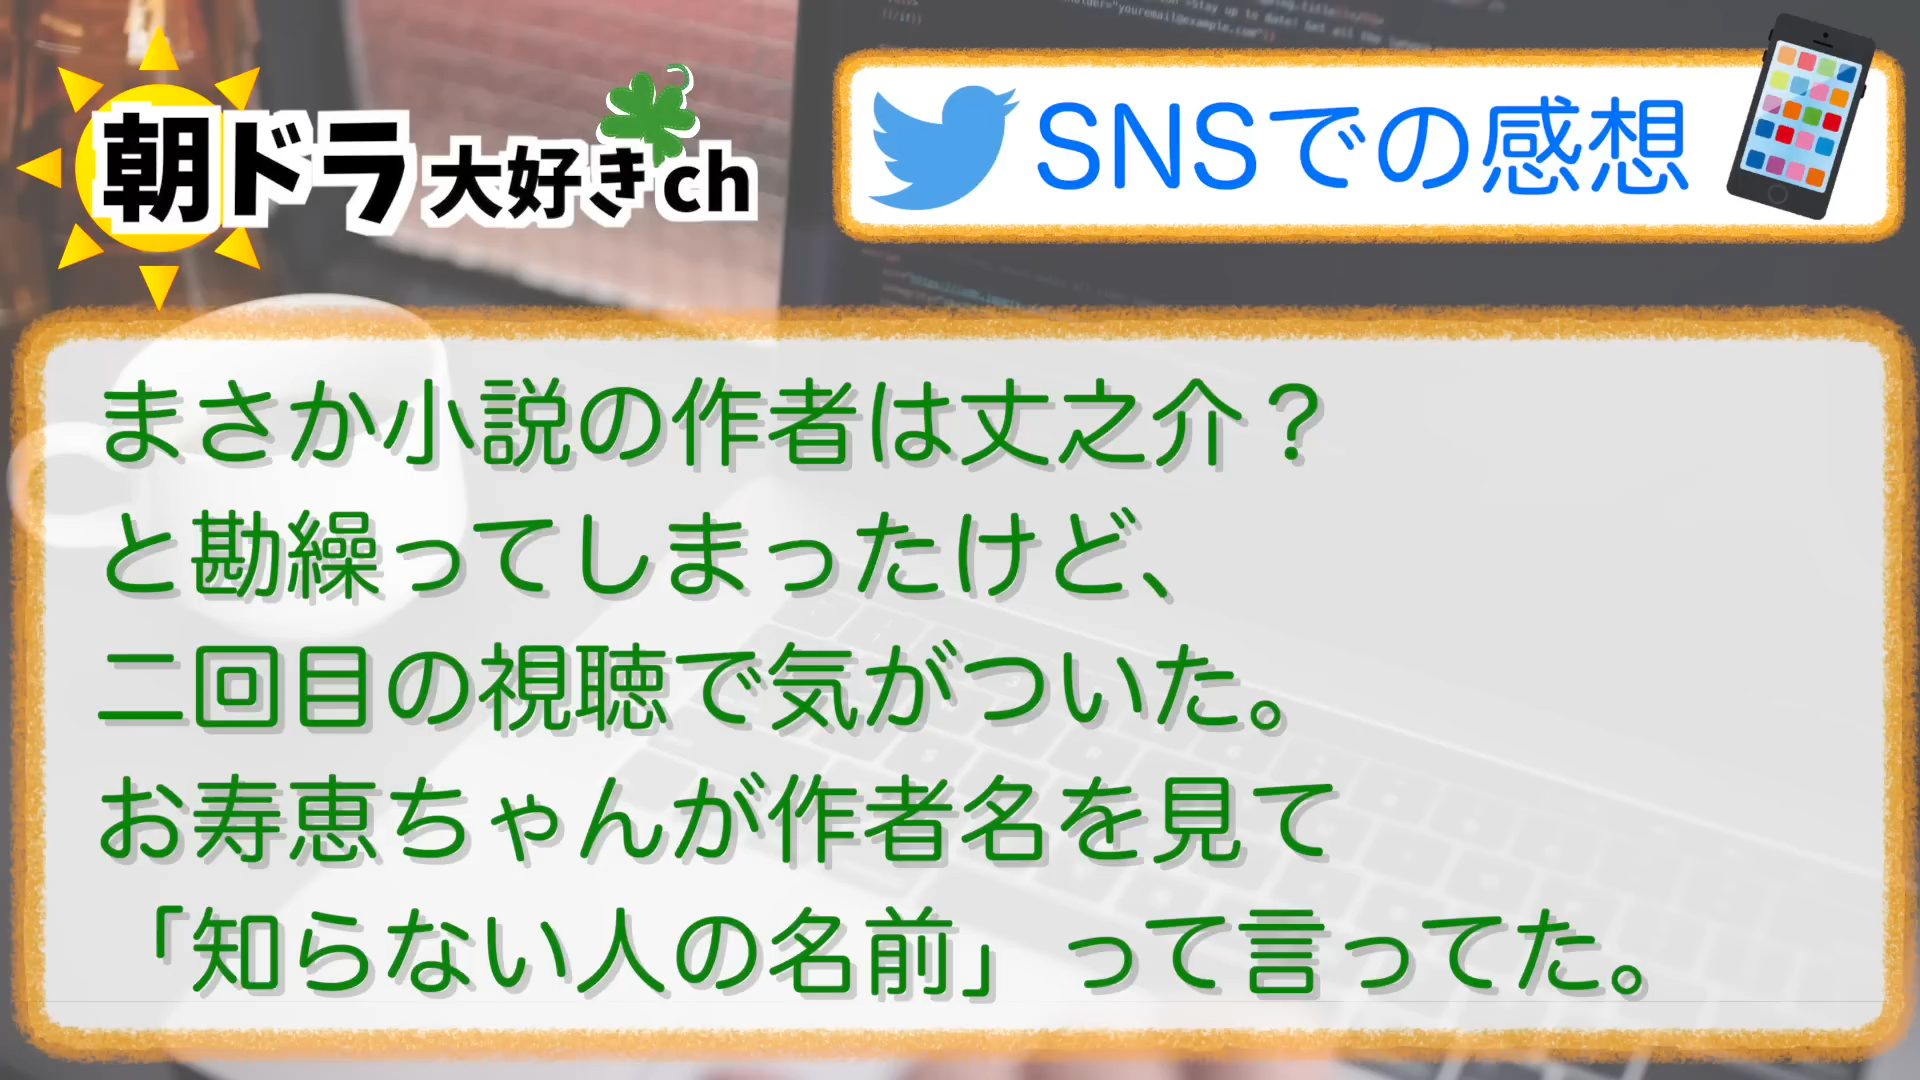 朝ドラ大好きch
SNSでの感想
まさか小説の作者は丈之介？
と勘繰ってしまったけど、
二回目の視聴で気がついた。
お寿恵ちゃんが作者名を見て
「知らない人の名前」って言ってた。